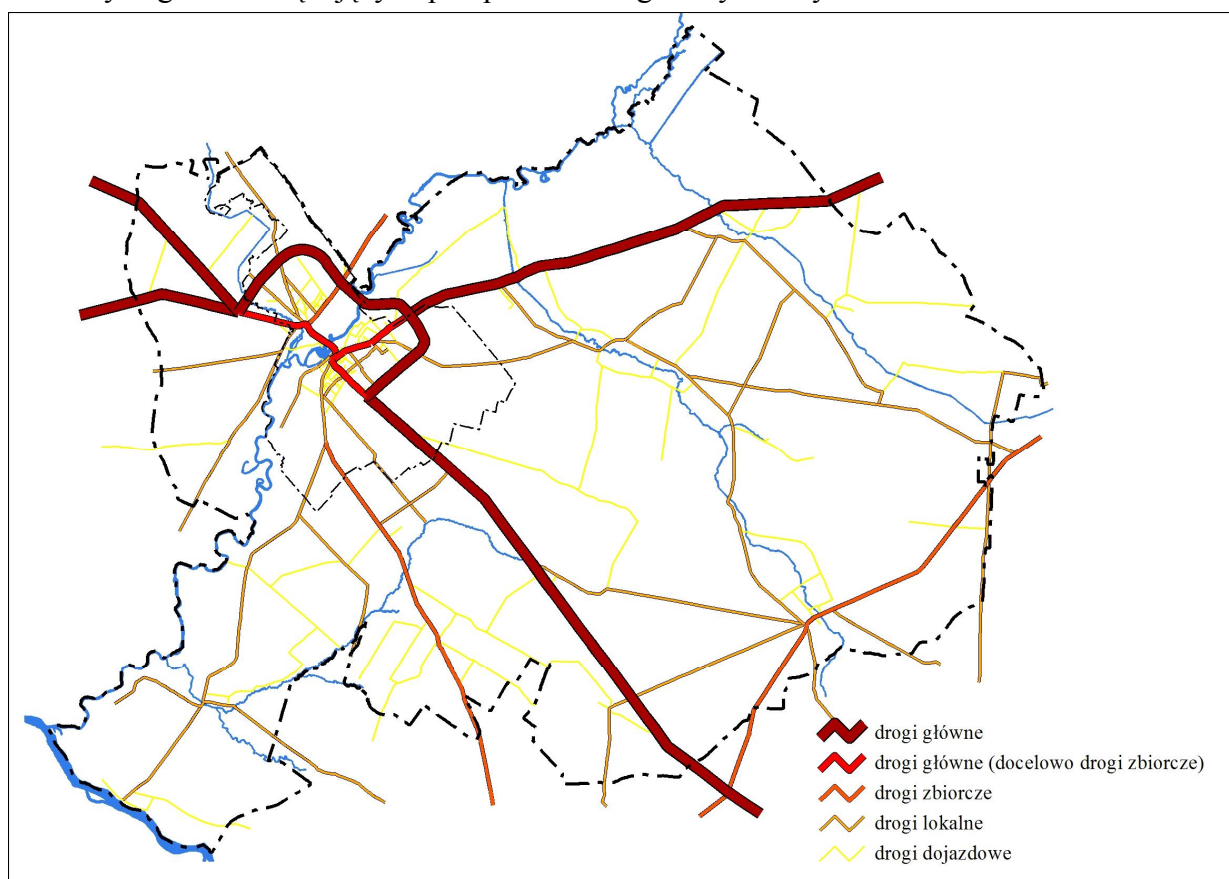 drogi główne
drogi główne (docelowo drogi zbiorcze)
drogi zbiorcze
drogi lokalne
drogi dojazdowe